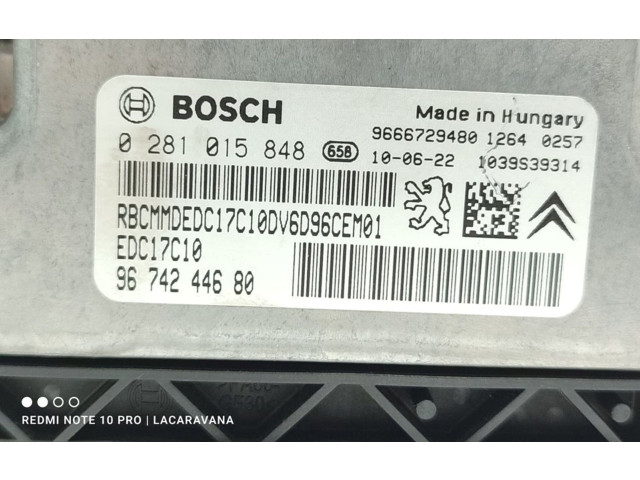 BOSCH
Made in Hungary
9666729480 1264 0257
0 281 015 848 658 10-06-22 1039S39314
RBCMMDEDC17C10DV6D96CEM01
EDC17C10
96 742 446 80
REDMI NOTE 10 PRO | LACARAVANA